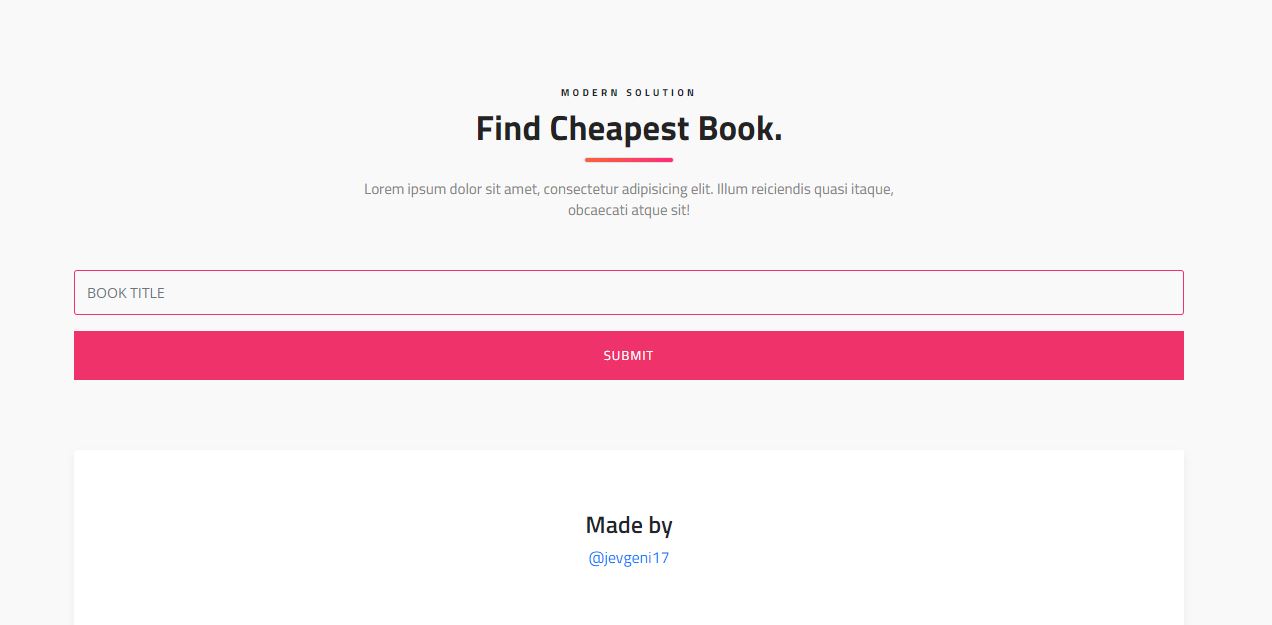 MODERN SOLUTION
Find Cheapest Book.
Lorem ipsum dolor sit amet, consectetur adipisicing elit. Illum reiciendis quasi itaque,
obcaecati atque sit!
BOOK TITLE
SUBMIT
Made by
@jevgeni17